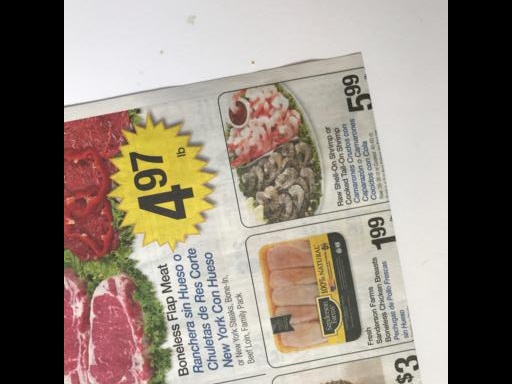 4.97
lb
Boneless Flap Meat
Ranchera sin Hueso o
Chuletas de Res Corte
New York Con Hueso
or New York Steaks, Bone-In,
Beef Loin, Family Pack
5.99
Raw Shell-On Shrimp or
Cooked Tail-On Shrimp
Camarones Crudos con
Caparazón o Camarones
Cocidos con Cola
1.99
Fresh
Sanderson Farms
Boneless Chicken Breasts
Pechugas de Pollo Frescas
sin Hueso
100% NATURAL
Sanderson
Farms
$3